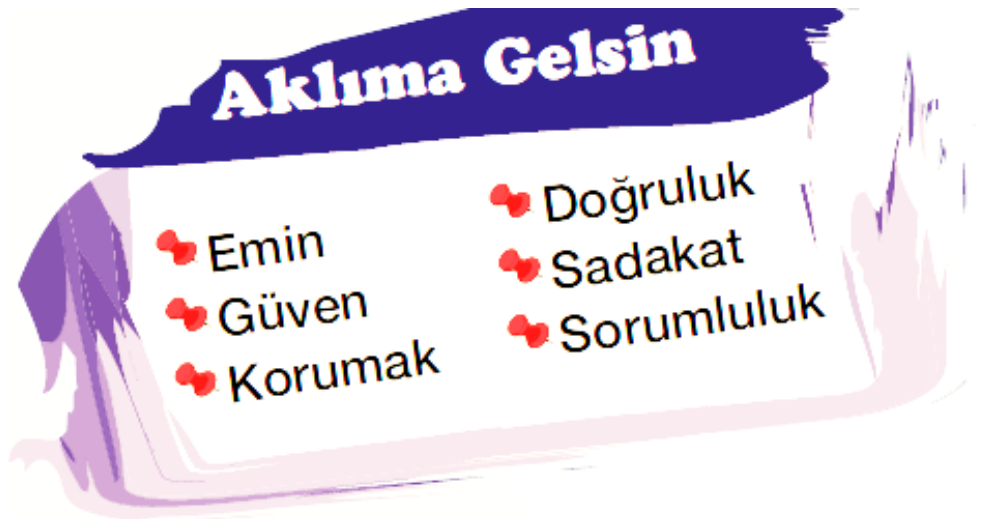 Aklıma Gelsin
Emin
Güven
Korumak
Doğruluk
Sadakat
Sorumluluk